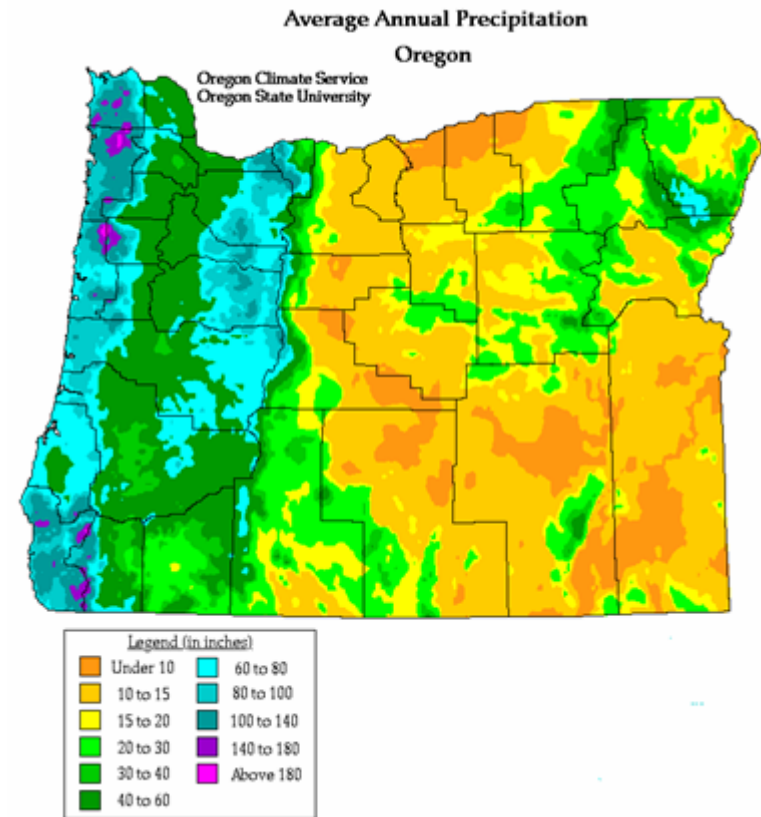 Average Annual Precipitation
Oregon
Oregon Climate Service
Oregon State University
Legend (in inches)
Under 10
60 to 80
10 to 15
80 to 100
15 to 20
100 to 140
20 to 30
140 to 180
30 to 40
Above 180
40 to 60